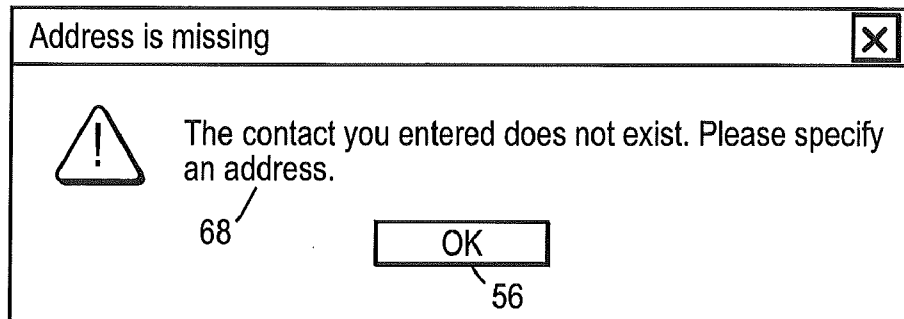 Address is missing
The contact you entered does not exist. Please specify
an address.
68
OK
56